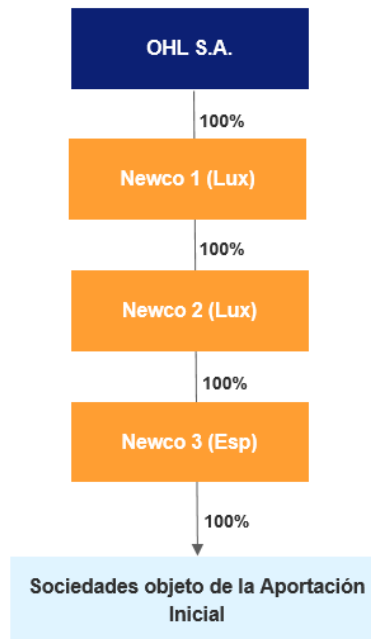 OHL S.A.
100%
Newco 1 (Lux)
100%
Newco 2 (Lux)
100%
Newco 3 (Esp)
100%
Sociedades objeto de la Aportación
Inicial